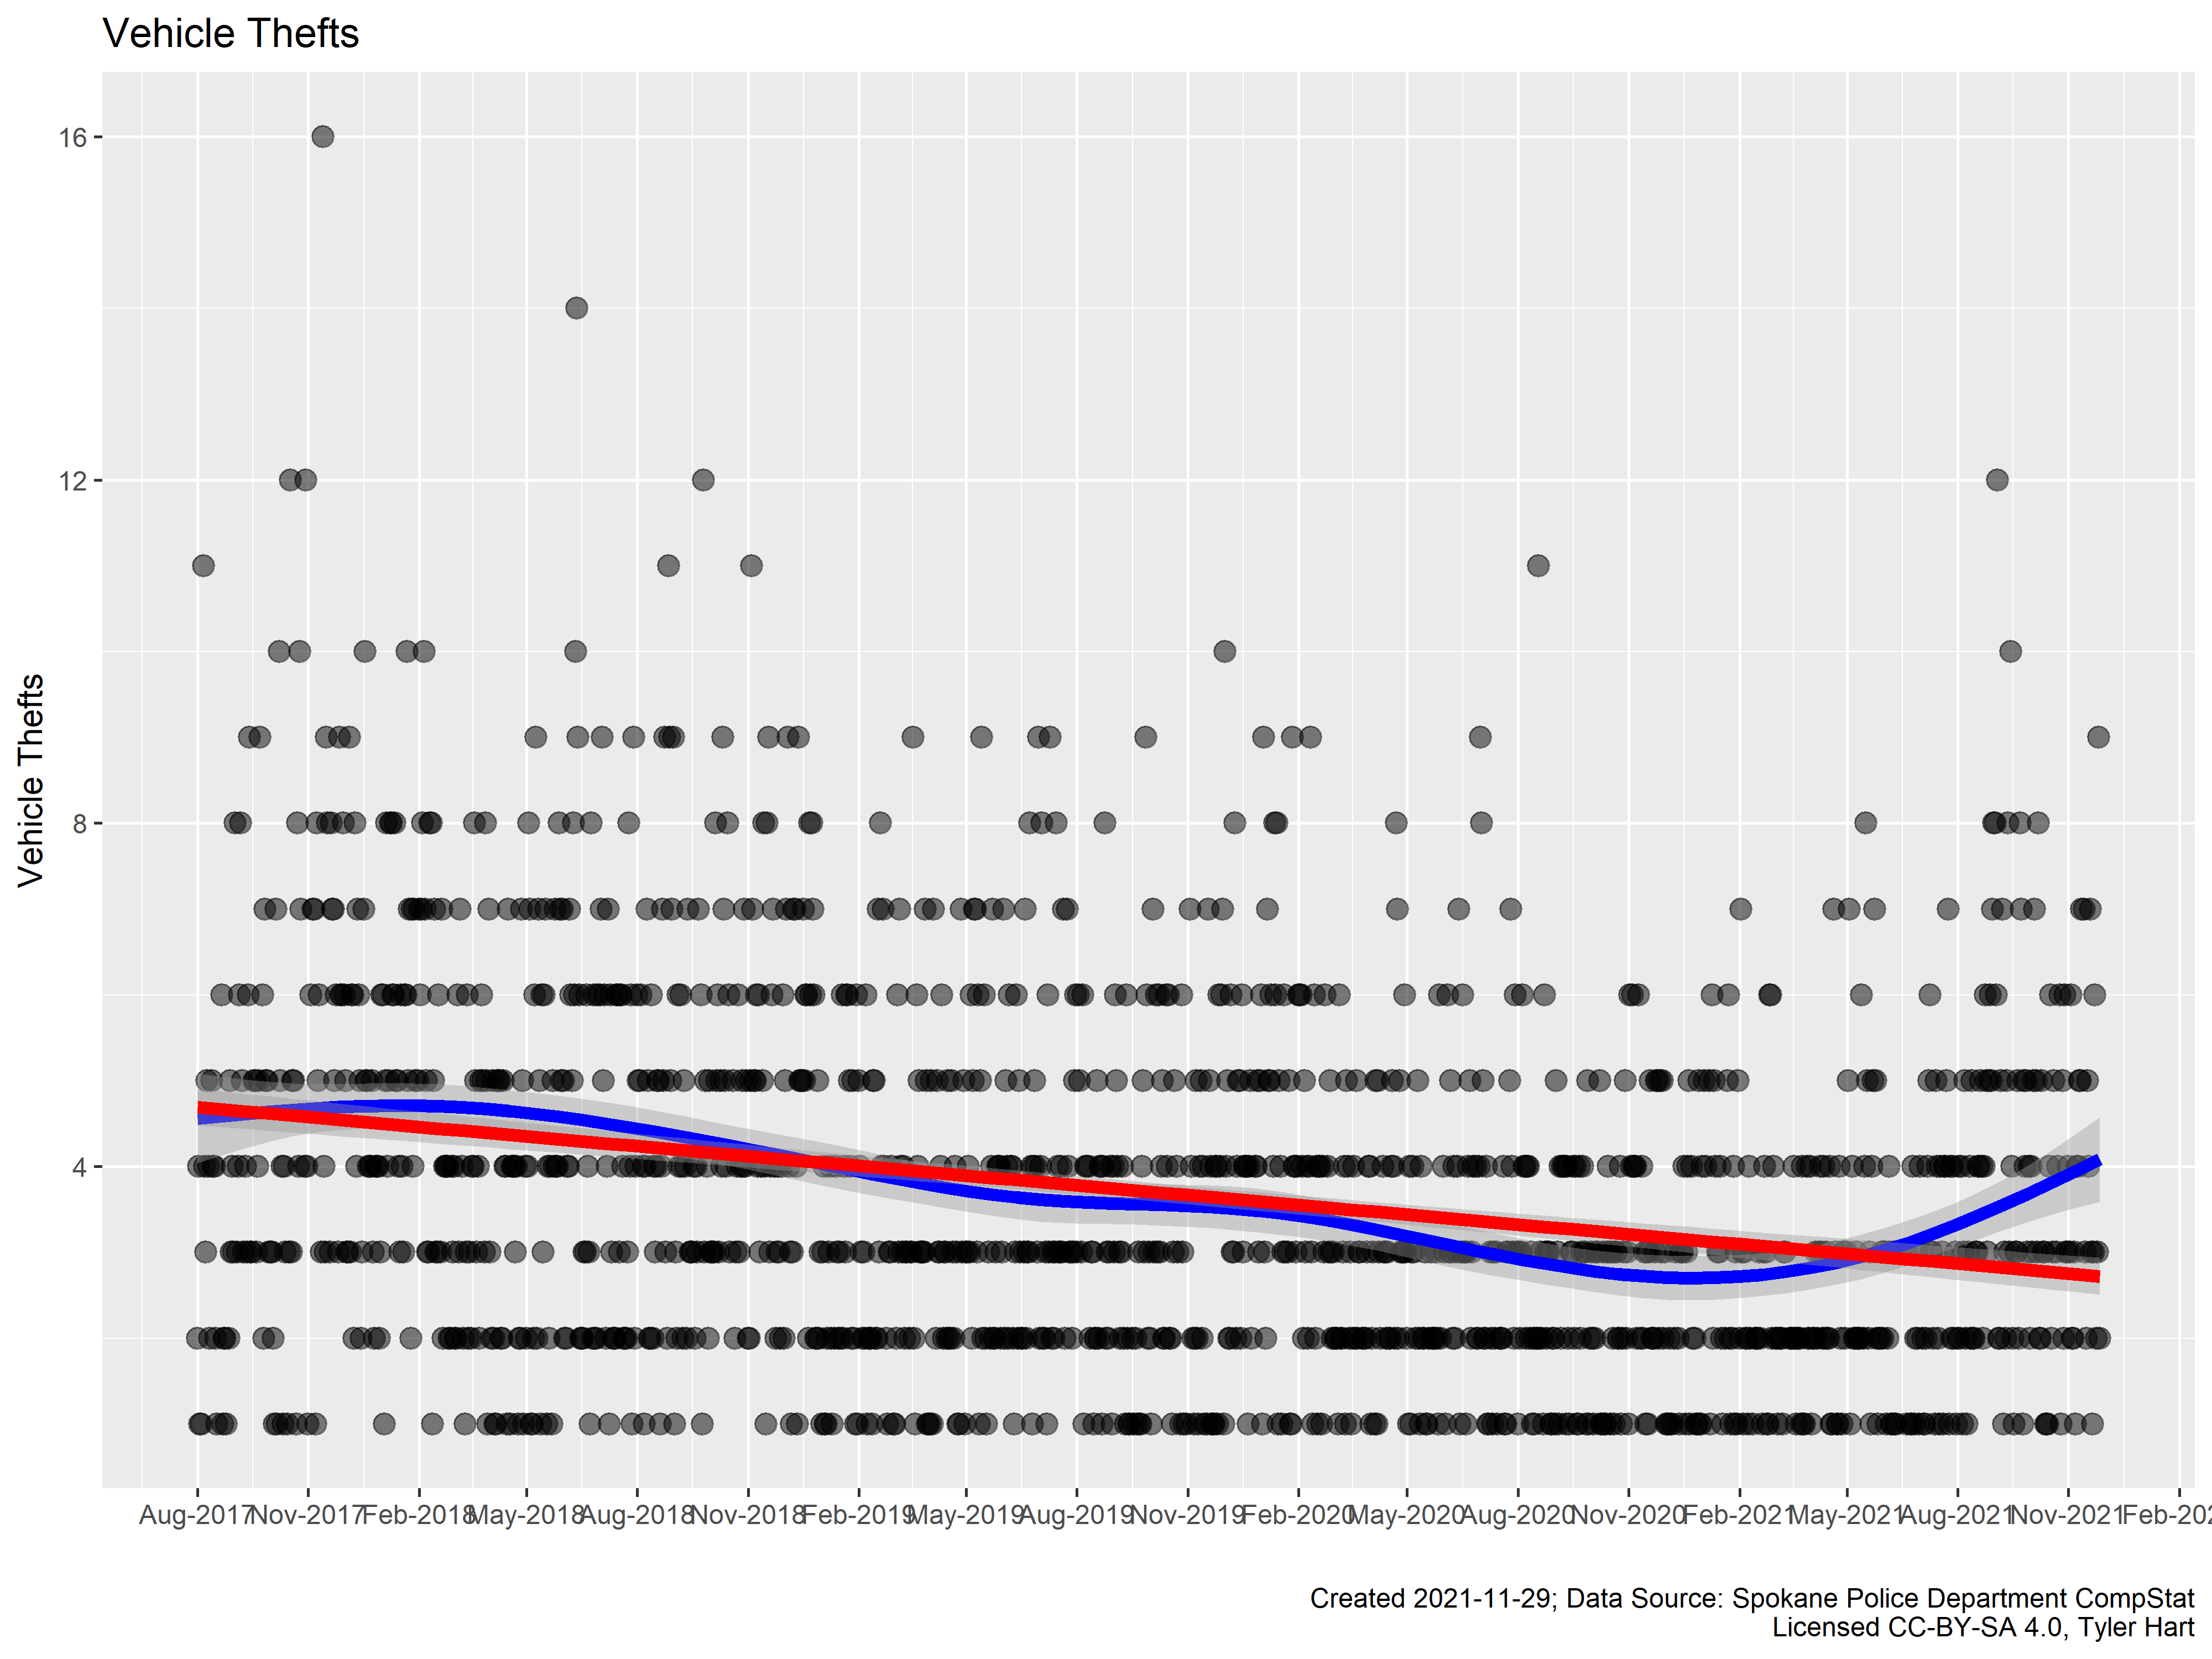 Vehicle Thefts
Vehicle Thefts
16
12
8
4
Aug-2017 Nov-2017 Feb-2018 May-2018 Aug-2018 Nov-2018 Feb-2019 May-2019 Aug-2019 Nov-2019 Feb-2020 May-2020 Aug-2020 Nov-2020 Feb-2021 May-2021 Aug-2021 Nov-2021
Created 2021-11-29; Data Source: Spokane Police Department CompStat
Licensed CC-BY-SA 4.0, Tyler Hart